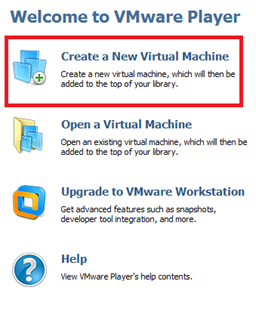 Welcome to VMware Player
Create a New Virtual Machine
Create a new virtual machine, which will then be
added to the top of your library.
Open a Virtual Machine
Open an existing virtual machine, which will then be
added to the top of your library.
Upgrade to VMware Workstation
Get advanced features such as snapshots,
developer tool integration, and more.
Help
View VMware Player's help contents.